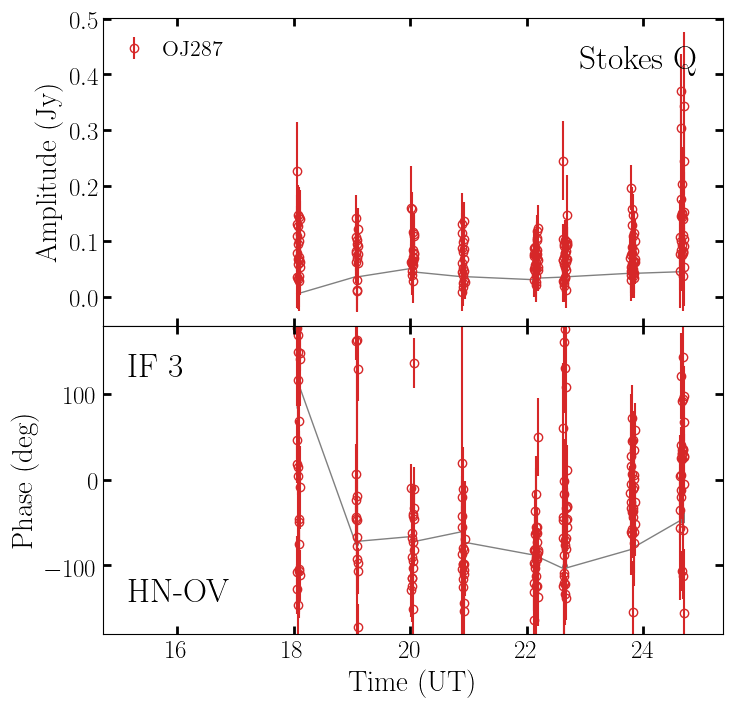 0.5
OJ287
Stokes Q
0.4
0.3
0.2
0.1
0.0
Amplitude (Jy)
IF 3
100
0
−100
Phase (deg)
HN-OV
16 18 20 22 24
Time (UT)